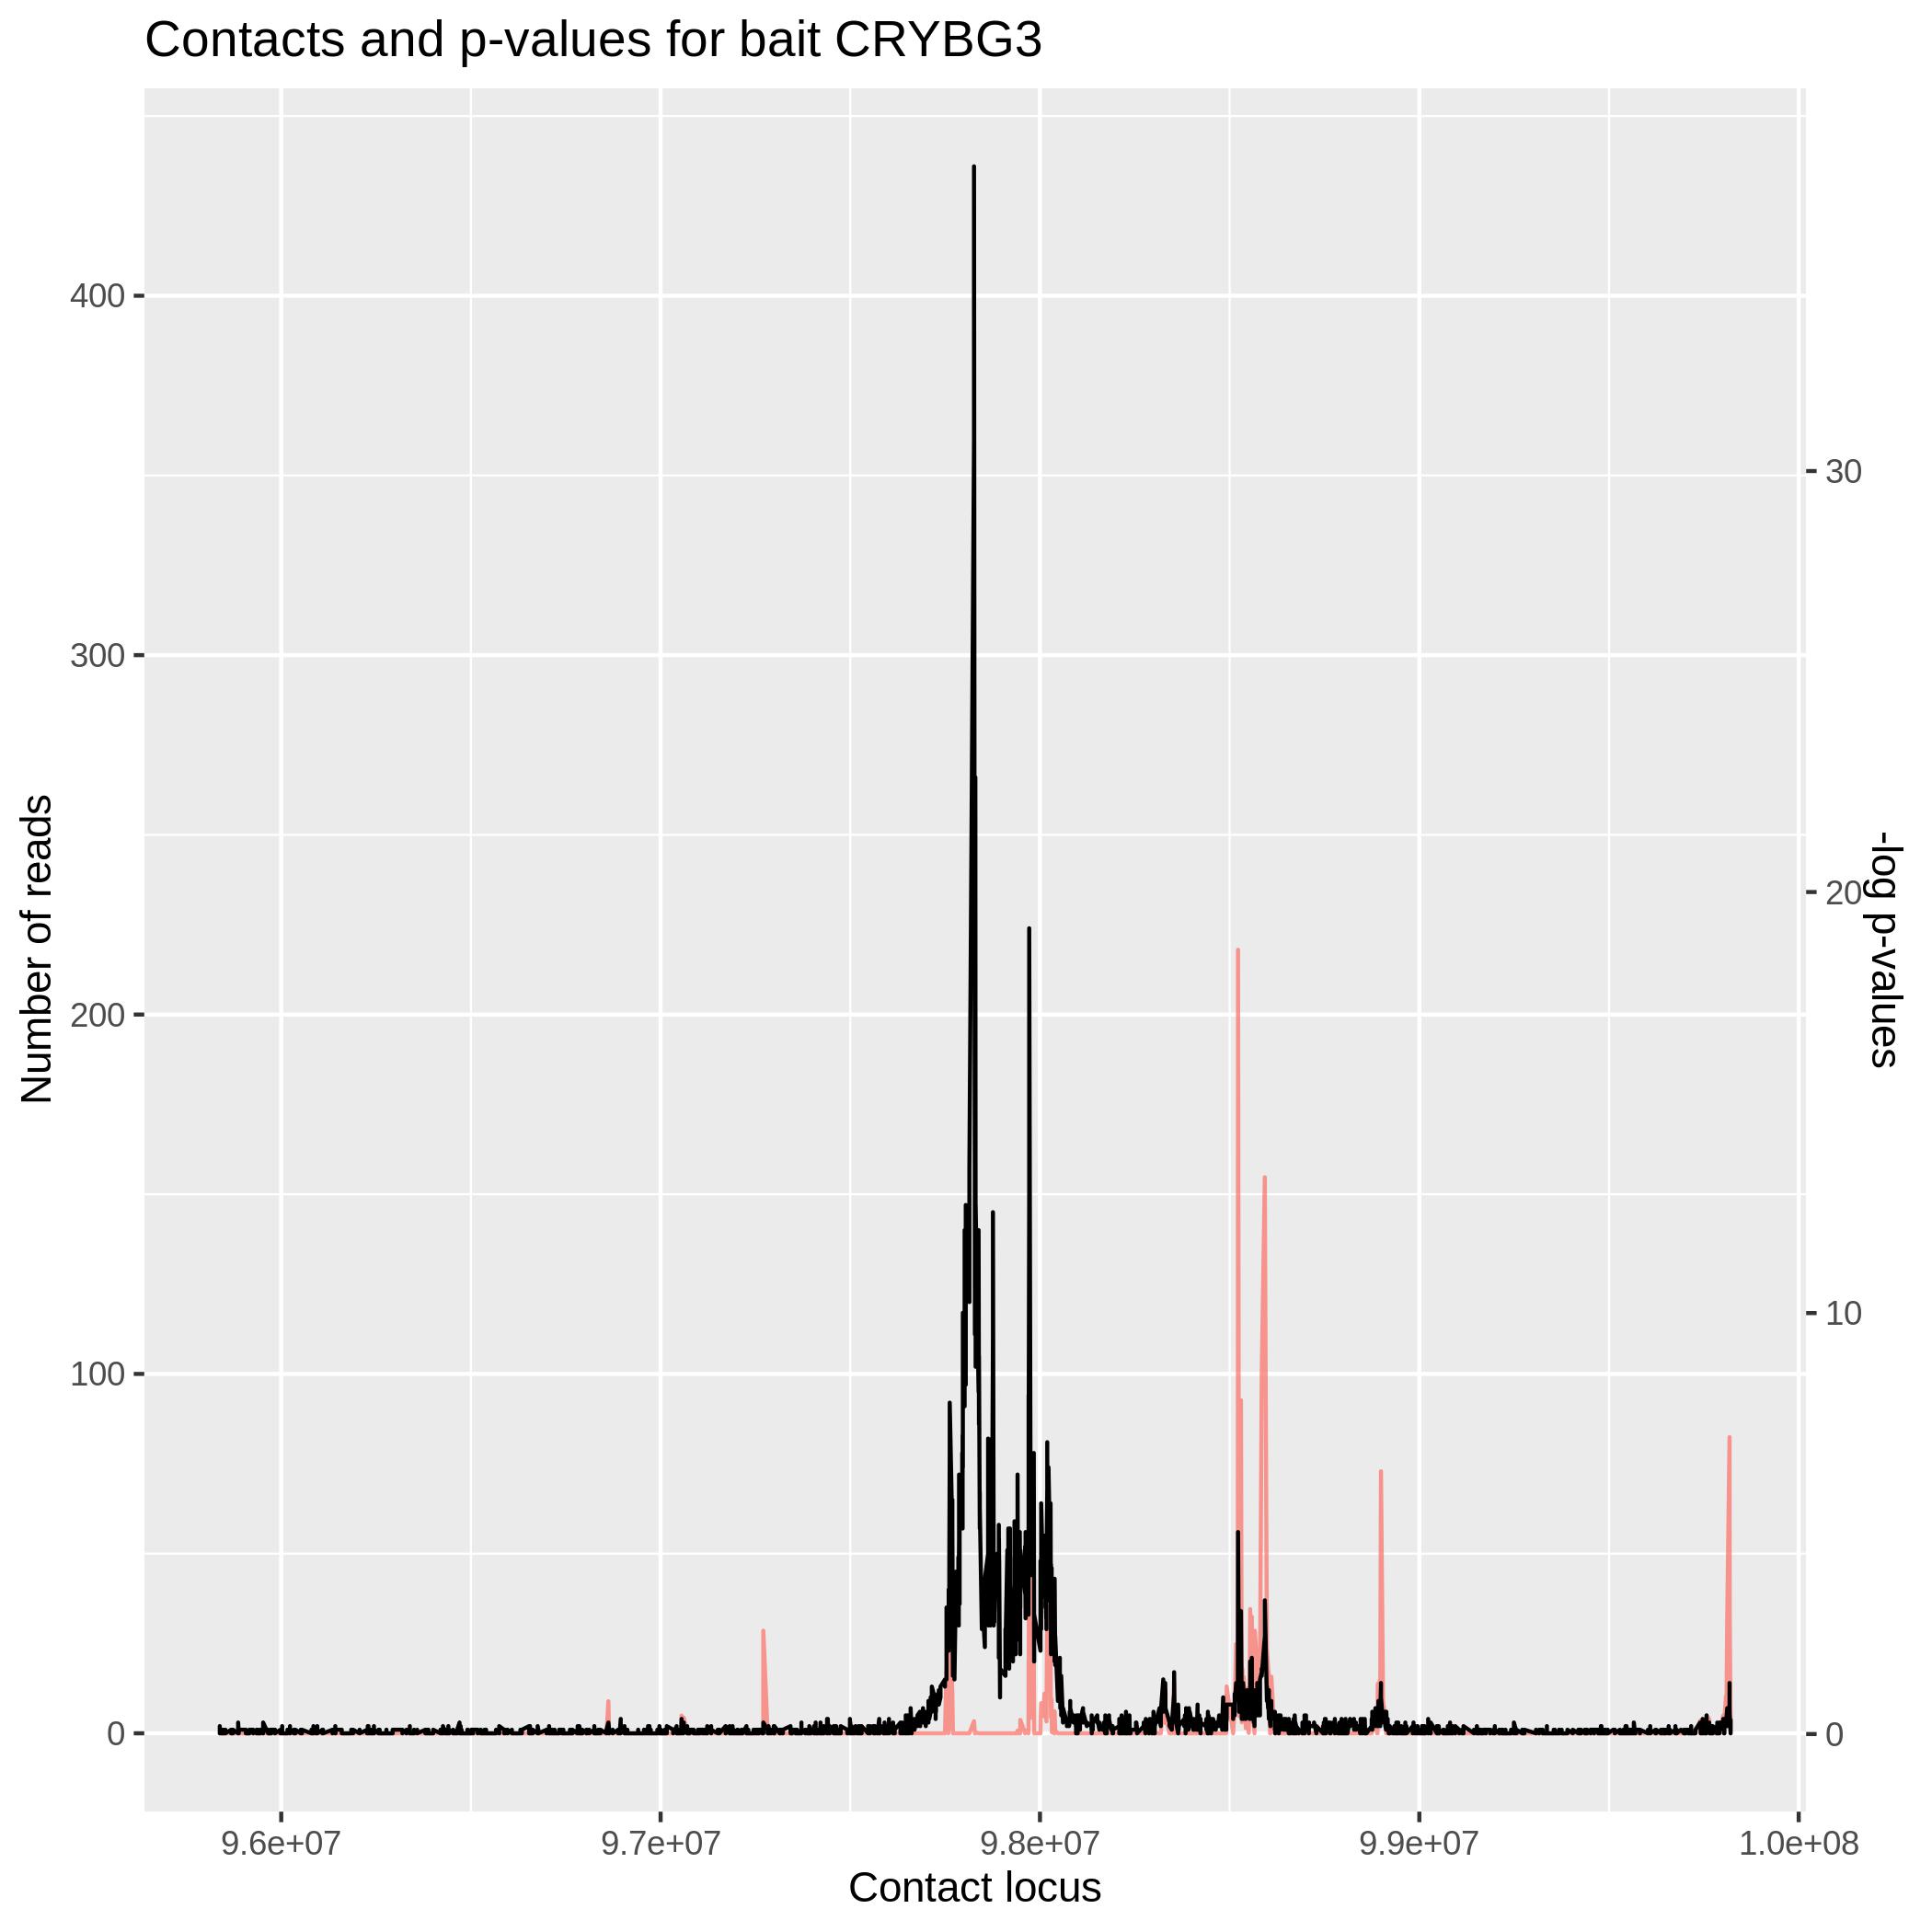 Contacts and p-values for bait CRYBG3
400
300
200
100
0
Number of reads
30
20
10
0
-log p-values
9.6e+07
9.7e+07
9.8e+07
9.9e+07
1.0e+08
Contact locus